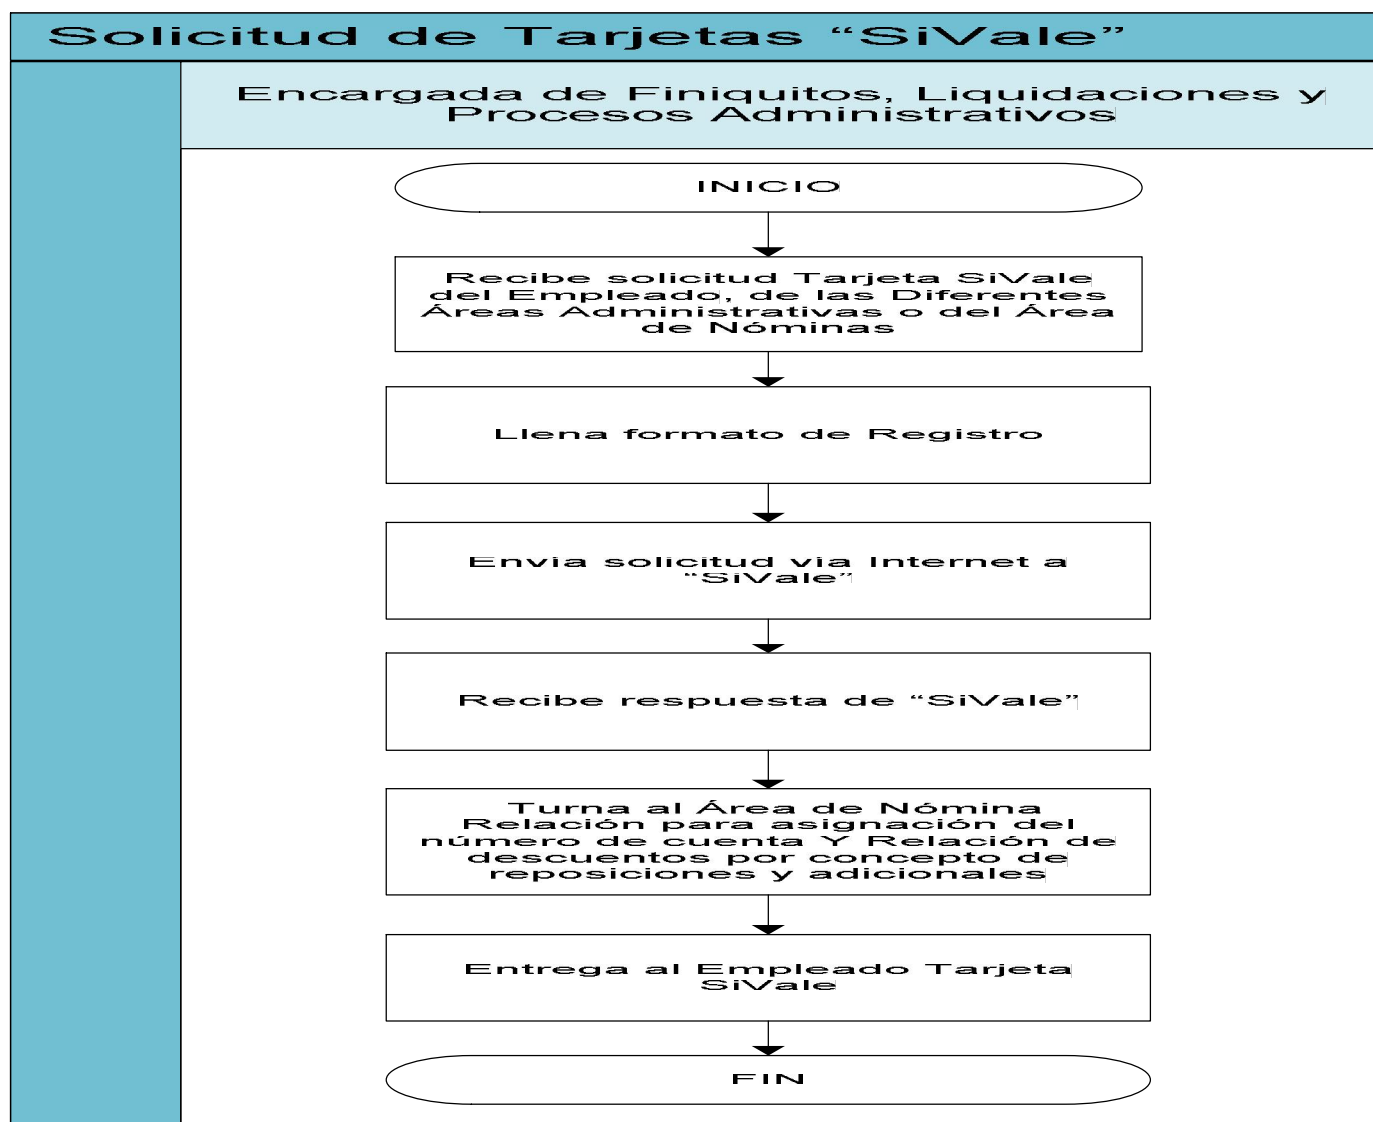 Solicitud de Tarjetas “SiVale”
Encargada de Finiquitos, Liquidaciones y
Procesos Administrativos
INICIO
Recibe solicitud Tarjeta SiVale
del Empleado, de las Diferentes
Áreas Administrativas o del Área
de Nóminas
Llena formato de Registro
Envia solicitud via Internet a
“SiVale”
Recibe respuesta de “SiVale”
Turna al Área de Nómina
Relación para asignación del
número de cuenta Y Relación de
descuentos por concepto de
reposiciones y adicionales
Entrega al Empleado Tarjeta
SiVale
FIN